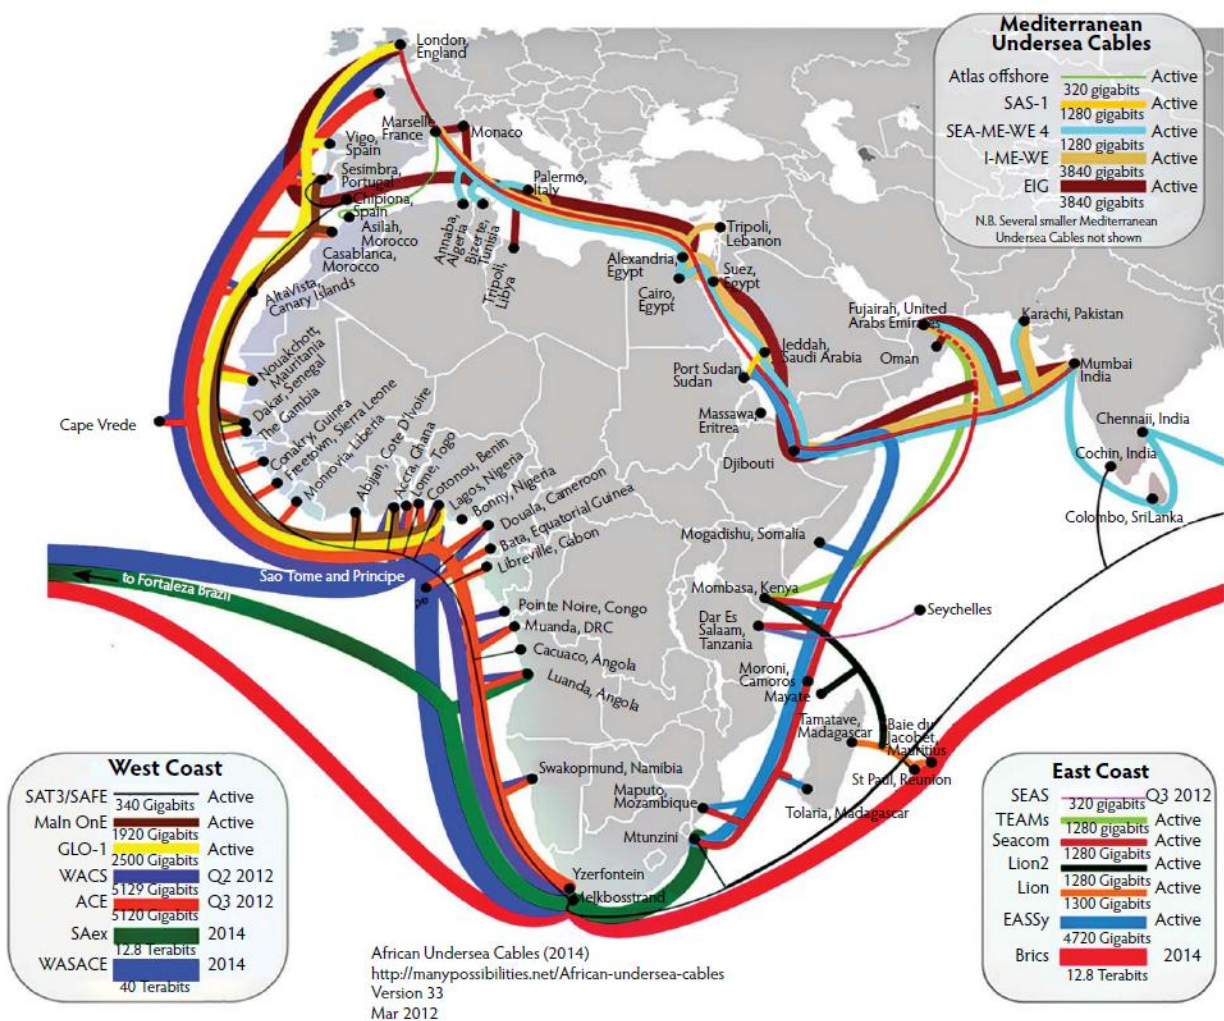 Mediterranean
Undersea Cables
Atlas offshore Active
320 gigabits
SAS-1 Active
1280 gigabits
SEA-ME-WE 4 Active
1280 gigabits
I-ME-WE Active
3840 gigabits
EIG Active
3840 gigabits
N.B. Several smaller Mediterranean
Undersea Cables not shown
London,
England
Marselle
France
Monaco
Vigo,
Spain
Sesimbra,
Portugal
Chipiona,
Spain
Asilah,
Morocco
Casablanca,
Morocco
AltaVista,
Canary Islands
Annaba,
Algeria
Bizerte,
Tunisia
Palermo,
Italy
Tripoli,
Libya
Tripoli,
Lebanon
Alexandria,
Egypt
Cairo,
Egypt
Suez,
Egypt
Jeddah,
Saudi Arabia
Port Sudan
Sudan
Massawa,
Eritrea
Djibouti
Fujairah, United
Arab Emirates
Oman
Karachi, Pakistan
Mumbai
India
Chennaii, India
Cochin, India
Colombo, SriLanka
Nouakchott,
Mauritania
Dakar, Senegal
The Gambia
Cape Vrede
Conakry, Guinea
Freetown, Sierra Leone
Monrovia, Liberia
Abijan, Cote D'Ivoire
Accra, Ghana
Lome, Togo
Cotonou, Benin
Lagos, Nigeria
Bonny, Nigeria
Douala, Cameroon
Bata, Equatorial Guinea
Libreville, Gabon
Sao Tome and Principe
to Fortaleza Brazil
Pointe Noire, Congo
Muanda, DRC
Cacuaco, Angola
Luanda, Angola
Swakopmund, Namibia
Mogadishu, Somalia
Mombasa, Kenya
Dar Es
Salaam,
Tanzania
Seychelles
Moroni,
Camoros
Mayate
Tamatave,
Madagascar
Baie du
Jacobet,
Mauritius
St Paul, Reunion
Tolaria, Madagascar
Maputo,
Mozambique
Mtunzini
Yzerfontein
Melkbosstrand
West Coast
SAT3/SAFE Active
340 Gigabits
MaIn OnE Active
1920 Gigabits
GLO-1 Active
2500 Gigabits
WACS Q2 2012
5129 Gigabits
ACE Q3 2012
5120 Gigabits
SAex 2014
12.8 Terabits
WASACE 2014
40 Terabits
East Coast
SEAS Q3 2012
320 gigabits
TEAMs Active
1280 gigabits
Seacom Active
1280 Gigabits
Lion2 Active
1280 Gigabits
Lion Active
1300 Gigabits
EASSy Active
4720 Gigabits
Brics 2014
12.8 Terabits
African Undersea Cables (2014)
http://manypossibilities.net/African-undersea-cables
Version 33
Mar 2012